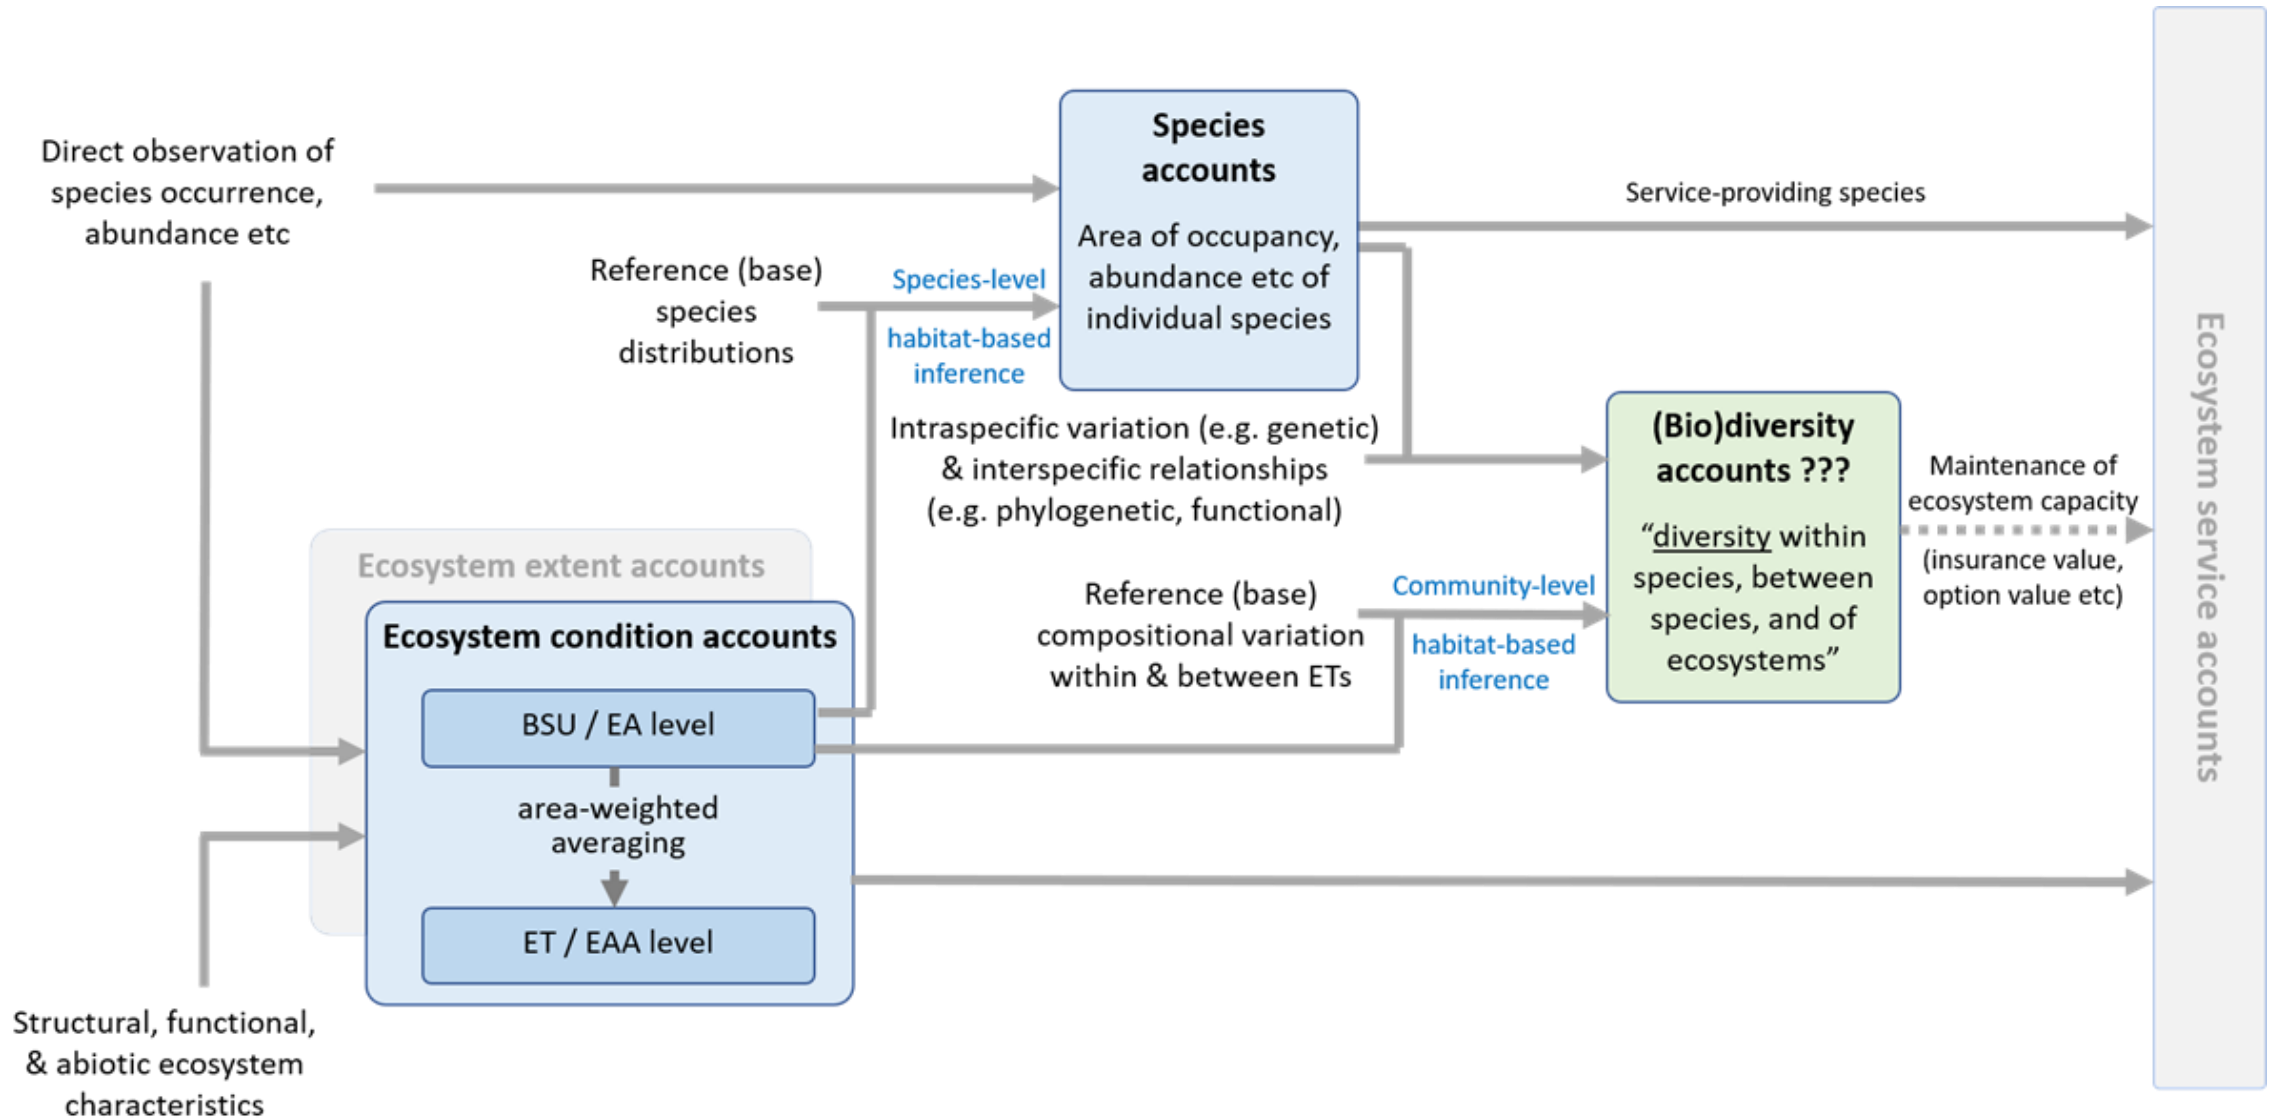 Direct observation of
species occurrence,
abundance etc
Species
accounts
Area of occupancy,
abundance etc of
individual species
Service-providing species
Reference (base)
species
distributions
Species-level
habitat-based
inference
Intraspecific variation (e.g. genetic)
& interspecific relationships
(e.g. phylogenetic, functional)
(Bio)diversity
accounts ???
“diversity within
species, between
species, and of
ecosystems”
Maintenance of
ecosystem capacity
(insurance value,
option value etc)
Reference (base)
compositional variation
within & between ETs
Community-level
habitat-based
inference
Ecosystem extent accounts
Ecosystem condition accounts
BSU / EA level
area-weighted
averaging
ET / EAA level
Structural, functional,
& abiotic ecosystem
characteristics
Ecosystem service accounts